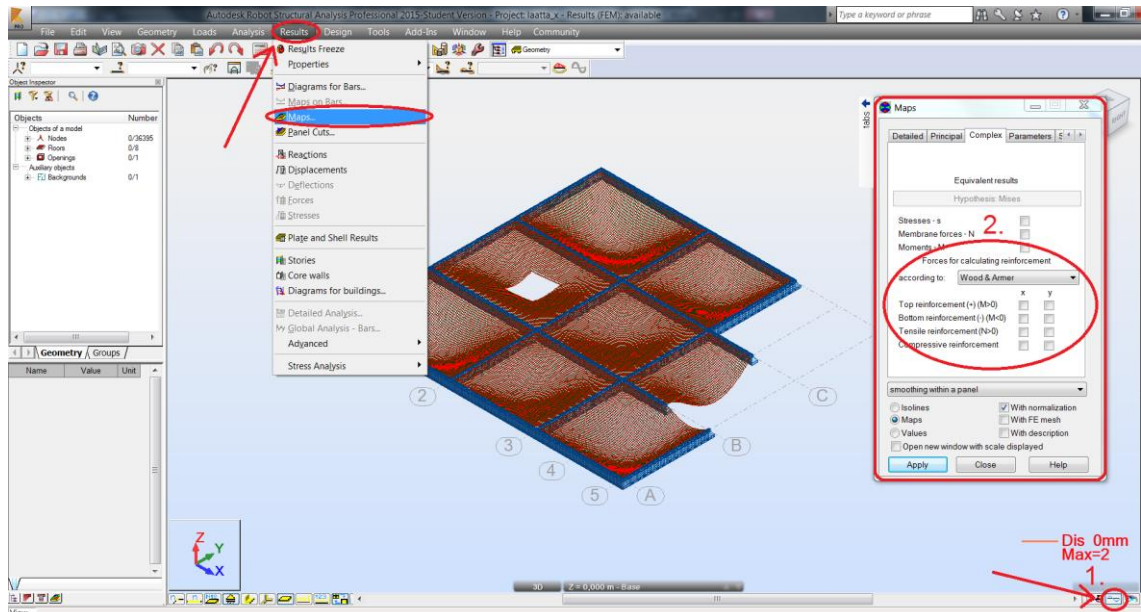 Autodesk Robot Structural Analysis Professional 2015-Student Version - Project: laatta_x - Results (FEM): available
Type a keyword or phrase
PRO
File Edit View Geometry Loads Analysis Results Design Tools Add-Ins Window Help Community
Geometry
Results Freeze
Properties
Diagrams for Bars...
Maps on Bars...
Maps...
Panel Cuts...
Reactions
Displacements
Deflections
Forces
Stresses
Plate and Shell Results
Stories
Core walls
Diagrams for buildings...
Detailed Analysis...
Global Analysis - Bars...
Advanced
Stress Analysis
Object Inspector
Objects Number
Objects of a model
Nodes 0/36395
Floors 0/8
Openings 0/1
Auxiliary objects
Backgrounds 0/1
Geometry Groups
Name Value Unit
2
3
4
5
A
B
C
Z
Y
X
3D Z = 0,000 m - Base
tabs
Maps
Detailed Principal Complex Parameters S
Equivalent results
Hypothesis: Mises
Stresses - s
Membrane forces - N
2.
Moments - M
Forces for calculating reinforcement
according to: Wood & Armer
x y
Top reinforcement (+) (M>0)
Bottom reinforcement (-) (M<0)
Tensile reinforcement (N>0)
Compressive reinforcement
smoothing within a panel
Isolines With normalization
Maps With FE mesh
Values With description
Open new window with scale displayed
Apply Close Help
Dis 0mm
Max=2
1.
View